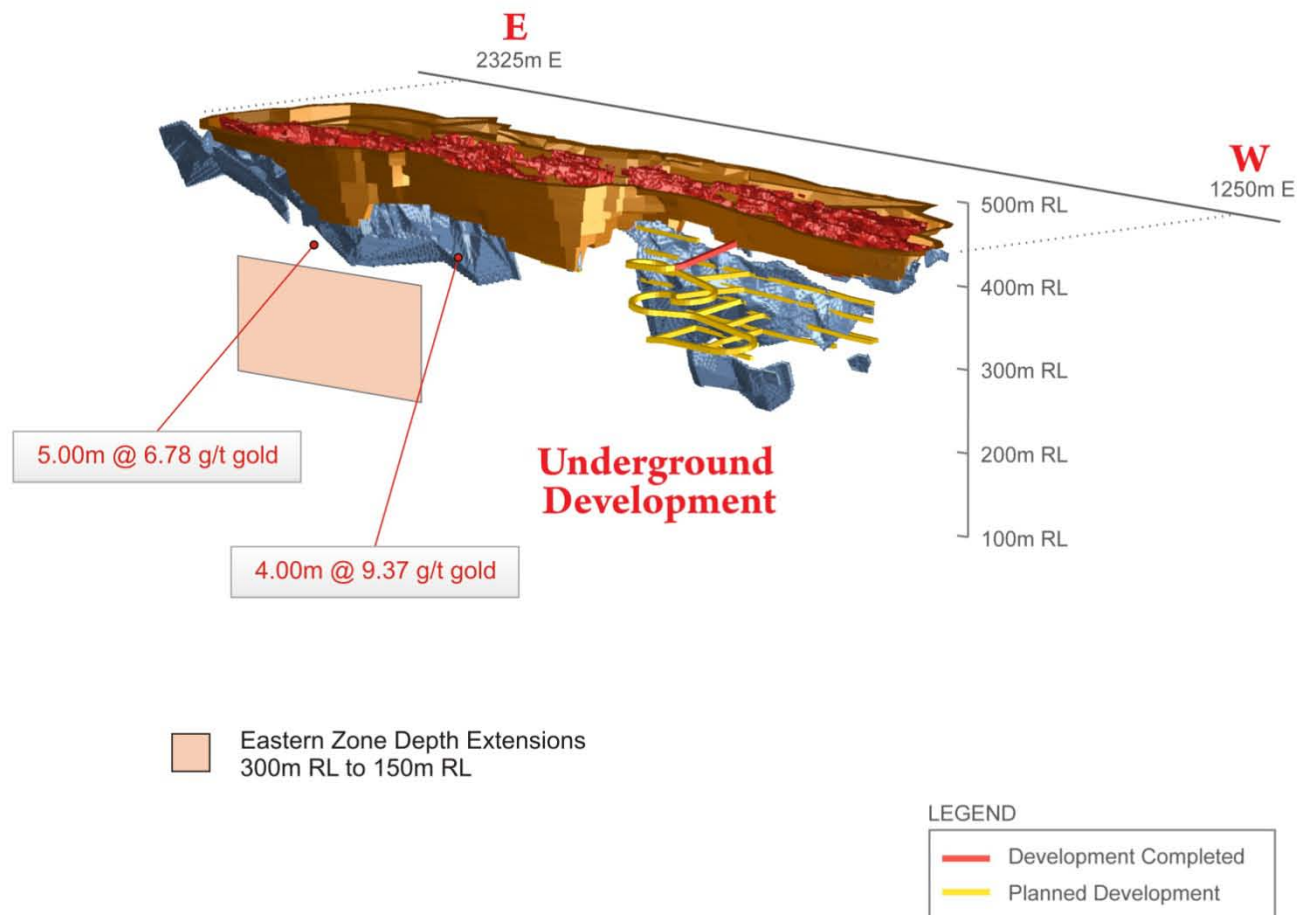 E
2325m E
W
1250m E
500m RL
400m RL
300m RL
200m RL
100m RL
5.00m @ 6.78 g/t gold
Underground
Development
4.00m @ 9.37 g/t gold
Eastern Zone Depth Extensions
300m RL to 150m RL
LEGEND
Development Completed
Planned Development